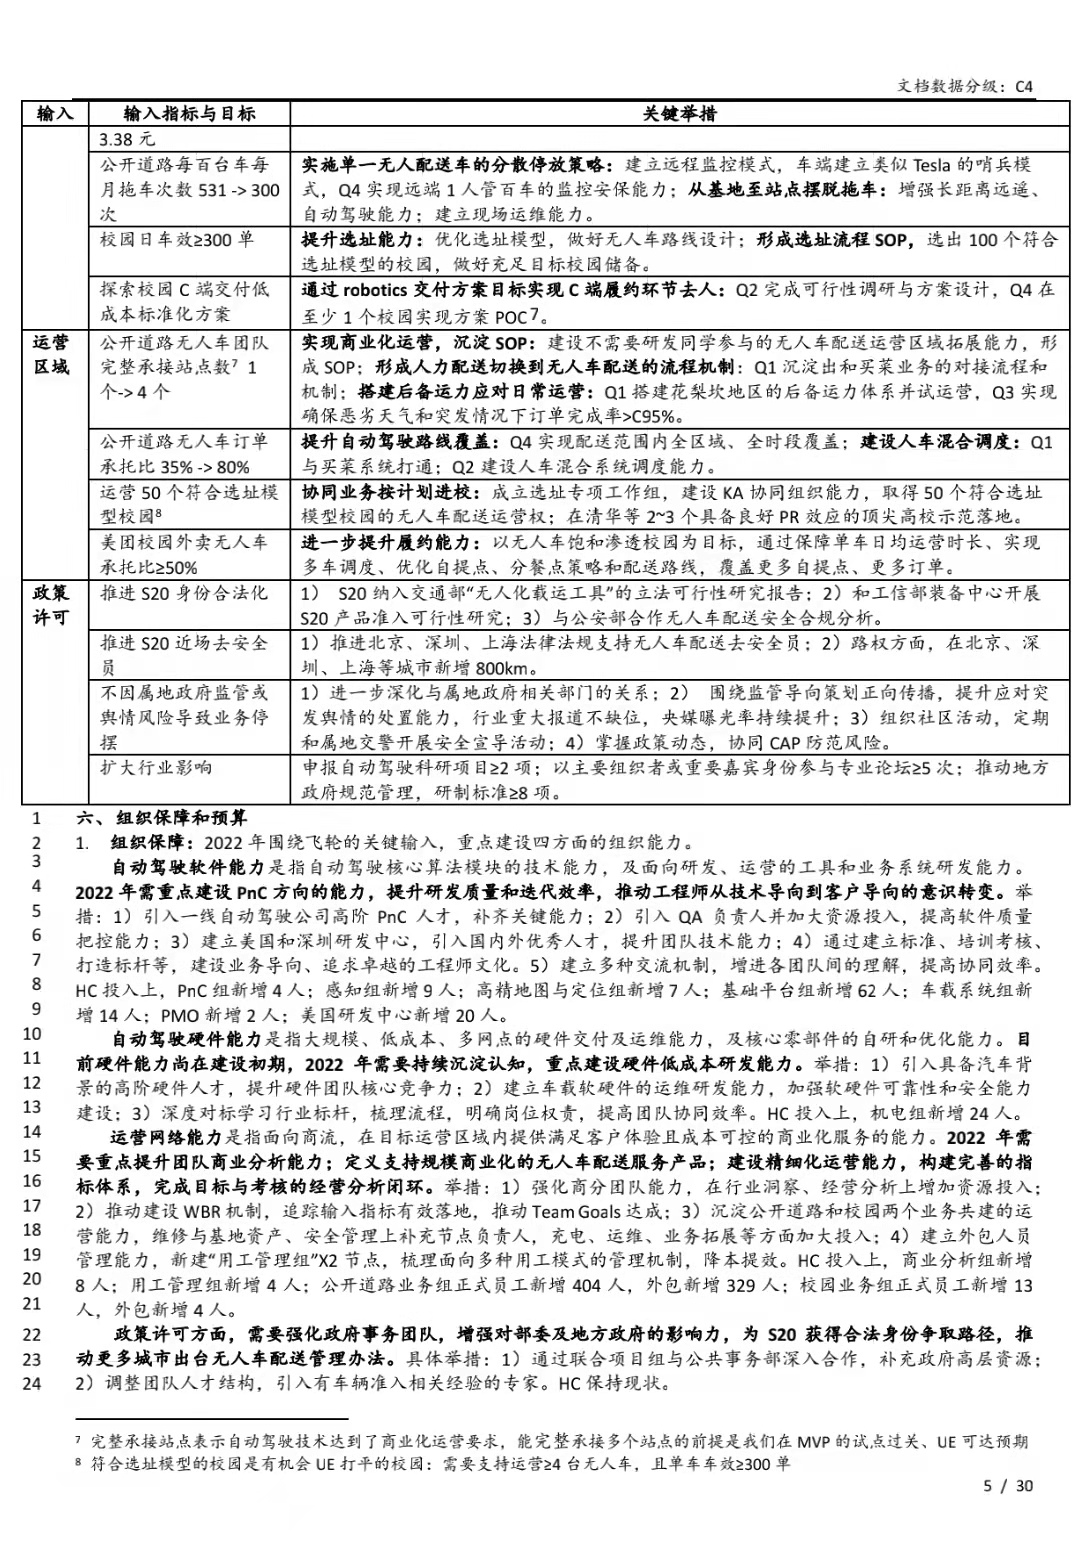 文档数据分级：C4
输入 输入指标与目标 关键举措
3.38 元
公开道路每百台车每
月拖车次数 531 -> 300
次
实施单一无人配送车的分散停放策略：建立远程监控模式，车端建立类似 Tesla 的哨兵模
式，Q4 实现远端 1 人管百车的监控安保能力；从基地至站点摆脱拖车：增强长距离远遥、
自动驾驶能力；建立现场运维能力。
校园日车效≥300 单
提升选址能力：优化选址模型，做好无人车路线设计；形成选址流程 SOP，选出 100 个符合
选址模型的校园，做好充足目标校园储备。
探索校园 C 端交付低
成本标准化方案
通过 robotics 交付方案目标实现 C 端履约环节去人：Q2 完成可行性调研与方案设计，Q4 在
至少 1 个校园实现方案 POC7。
运营
区域
公开道路无人车团队
完整承接站点数7 1
个-> 4 个
实现商业化运营，沉淀 SOP：建设不需要研发同学参与的无人车配送运营区域拓展能力，形
成 SOP；形成人力配送切换到无人车配送的流程机制：Q1 沉淀出和买菜业务的对接流程和
机制；搭建后备运力应对日常运营：Q1 搭建花梨坎地区的后备运力体系并试运营，Q3 实现
确保恶劣天气和突发情况下订单完成率>C95%。
公开道路无人车订单
承托比 35% -> 80%
提升自动驾驶路线覆盖：Q4 实现配送范围内全区域、全时段覆盖；建设人车混合调度：Q1
与买菜系统打通；Q2 建设人车混合系统调度能力。
运营 50 个符合选址模
型校园8
协同业务按计划进校：成立选址专项工作组，建设 KA 协同组织能力，取得 50 个符合选址
模型校园的无人车配送运营权；在清华等 2~3 个具备良好 PR 效应的顶尖高校示范落地。
美团校园外卖无人车
承托比≥50%
进一步提升履约能力：以无人车饱和渗透校园为目标，通过保障单车日均运营时长、实现
多车调度、优化自提点、分餐点策略和配送路线，覆盖更多自提点、更多订单。
政策
许可
推进 S20 身份合法化
1） S20 纳入交通部“无人化载运工具”的立法可行性研究报告；2）和工信部装备中心开展
S20 产品准入可行性研究；3）与公安部合作无人车配送安全合规分析。
推进 S20 近场去安全
员
1）推进北京、深圳、上海法律法规支持无人车配送去安全员；2）路权方面，在北京、深
圳、上海等城市新增 800km。
不因属地政府监管或
舆情风险导致业务停
摆
1）进一步深化与属地政府相关部门的关系；2） 围绕监管导向策划正向传播，提升应对突
发舆情的处置能力，行业重大报道不缺位，央媒曝光率持续提升；3）组织社区活动，定期
和属地交警开展安全宣导活动；4）掌握政策动态，协同 CAP 防范风险。
扩大行业影响
申报自动驾驶科研项目≥2 项；以主要组织者或重要嘉宾身份参与专业论坛≥5 次；推动地方
政府规范管理，研制标准≥8 项。
1 六、组织保障和预算
2 1. 组织保障：2022 年围绕飞轮的关键输入，重点建设四方面的组织能力。
3 自动驾驶软件能力是指自动驾驶核心算法模块的技术能力，及面向研发、运营的工具和业务系统研发能力。
4 2022 年需重点建设 PnC 方向的能力，提升研发质量和迭代效率，推动工程师从技术导向到客户导向的意识转变。举
5 措：1）引入一线自动驾驶公司高阶 PnC 人才，补齐关键能力；2）引入 QA 负责人并加大资源投入，提高软件质量
6 把控能力；3）建立美国和深圳研发中心，引入国内外优秀人才，提升团队技术能力；4）通过建立标准、培训考核、
7 打造标杆等，建设业务导向、追求卓越的工程师文化。5）建立多种交流机制，增进各团队间的理解，提高协同效率。
8 HC 投入上，PnC 组新增 4 人；感知组新增 9 人；高精地图与定位组新增 7 人；基础平台组新增 62 人；车载系统组新
9 增 14 人；PMO 新增 2 人；美国研发中心新增 20 人。
10 自动驾驶硬件能力是指大规模、低成本、多网点的硬件交付及运维能力，及核心零部件的自研和优化能力。目
11 前硬件能力尚在建设初期，2022 年需要持续沉淀认知，重点建设硬件低成本研发能力。举措：1）引入具备汽车背
12 景的高阶硬件人才，提升硬件团队核心竞争力；2）建立车载软硬件的运维研发能力，加强软硬件可靠性和安全能力
13 建设；3）深度对标学习行业标杆，梳理流程，明确岗位权责，提高团队协同效率。HC 投入上，机电组新增 24 人。
14 运营网络能力是指面向商流，在目标运营区域内提供满足客户体验且成本可控的商业化服务的能力。2022 年需
15 要重点提升团队商业分析能力；定义支持规模商业化的无人车配送服务产品；建设精细化运营能力，构建完善的指
16 标体系，完成目标与考核的经营分析闭环。举措：1）强化商分团队能力，在行业洞察、经营分析上增加资源投入；
17 2）推动建设 WBR 机制，追踪输入指标有效落地，推动 Team Goals 达成；3）沉淀公开道路和校园两个业务共建的运
18 营能力，维修与基地资产、安全管理上补充节点负责人，充电、运维、业务拓展等方面加大投入；4）建立外包人员
19 管理能力，新建“用工管理组”X2 节点，梳理面向多种用工模式的管理机制，降本提效。HC 投入上，商业分析组新增
20 8 人；用工管理组新增 4 人；公开道路业务组正式员工新增 404 人，外包新增 329 人；校园业务组正式员工新增 13
21 人，外包新增 4 人。
22 政策许可方面，需要强化政府事务团队，增强对部委及地方政府的影响力，为 S20 获得合法身份争取路径，推
23 动更多城市出台无人车配送管理办法。具体举措：1）通过联合项目组与公共事务部深入合作，补充政府高层资源；
24 2）调整团队人才结构，引入有车辆准入相关经验的专家。HC 保持现状。
7 完整承接站点表示自动驾驶技术达到了商业化运营要求，能完整承接多个站点的前提是我们在 MVP 的试点过关、UE 可达预期
8 符合选址模型的校园是有机会 UE 打平的校园：需要支持运营≥4 台无人车，且单车车效≥300 单
5 / 30